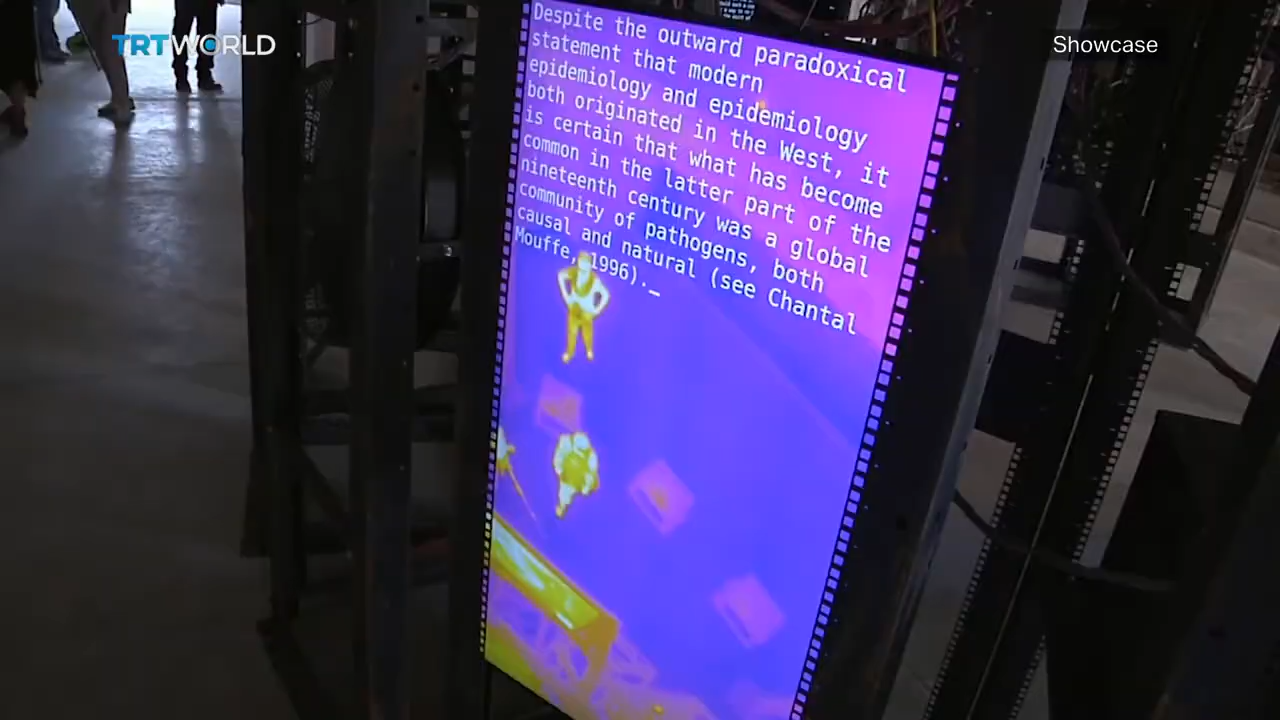 TRTWORLD
Showcase
Despite the outward paradoxical
statement that modern
epidemiology and epidemiology
both originated in the West, it
is certain that what has become
common in the latter part of the
nineteenth century was a global
community of pathogens, both
causal and natural (see Chantal
Mouffe, 1996)._